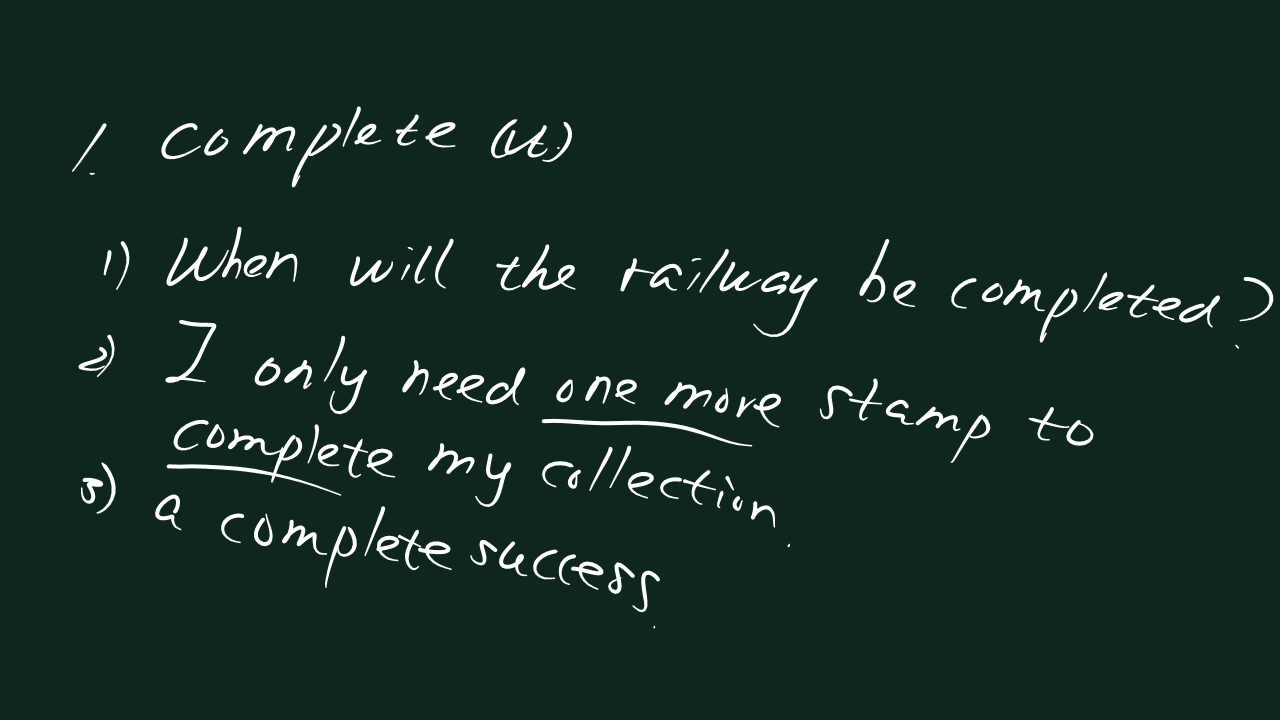 1. complete (vt.)
1) When will the railway be completed?
2) I only need one more stamp to
complete my collection.
3) a complete success.